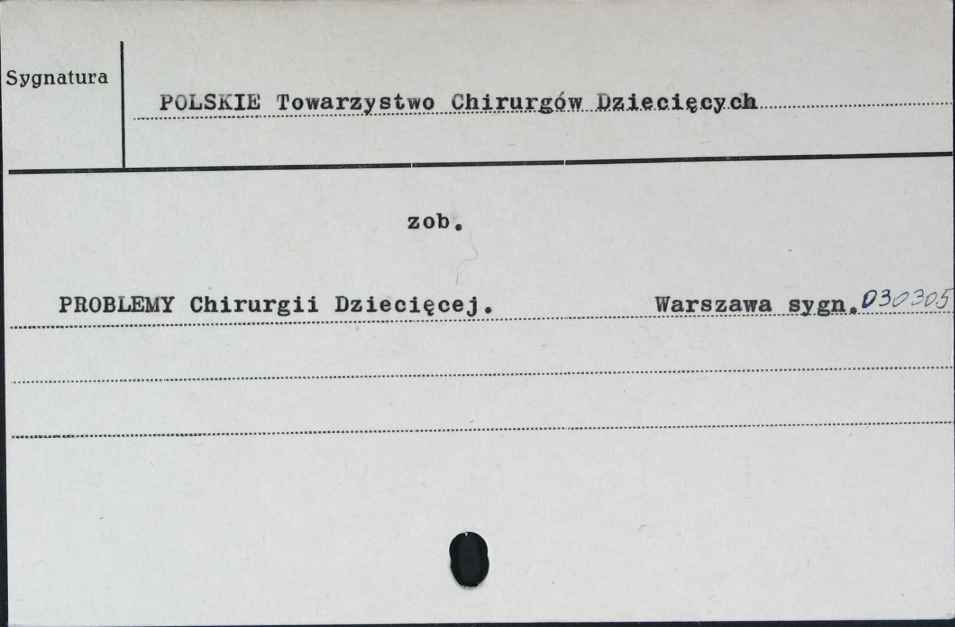 Sygnatura
POLSKIE Towarzystwo Chirurgów Dziecięcych
zob.
PROBLEMY Chirurgii Dziecięcej. Warszawa sygn. 030305